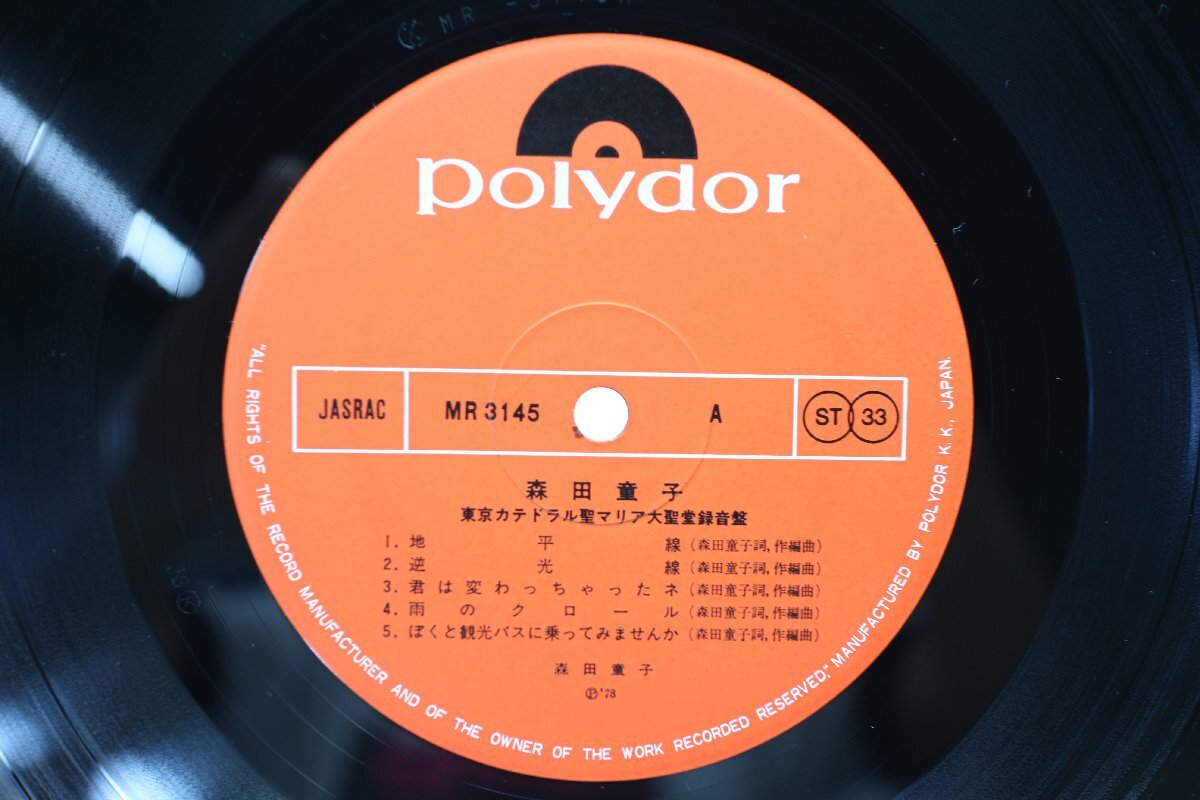 polydor
JASRAC MR 3145 A ST 33
森田童子
東京カテドラル聖マリア大聖堂録音盤
1. 地平線 (森田童子詞,作編曲)
2. 逆光線 (森田童子詞,作編曲)
3. 君は変わっちゃったネ (森田童子詞,作編曲)
4. 雨のクロール (森田童子詞,作編曲)
5. ぼくと観光バスに乗ってみませんか (森田童子詞,作編曲)
森田童子
Ⓟ'78
"ALL RIGHTS OF THE RECORD MANUFACTURER AND OF THE OWNER OF THE WORK RECORDED RESERVED," MANUFACTURED BY POLYDOR K.K., JAPAN.